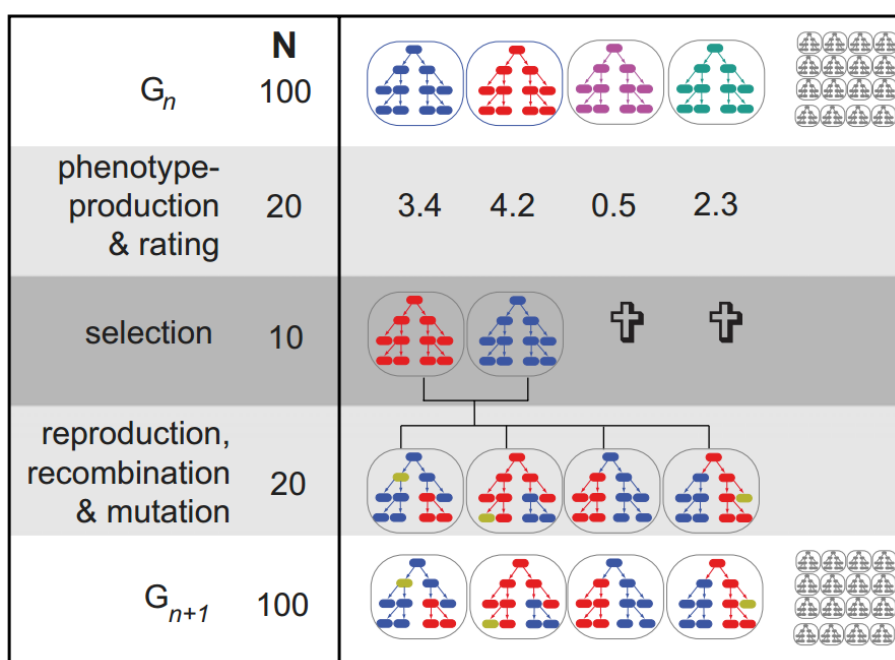 N
Gn 100
phenotype-
production
& rating
20 3.4 4.2 0.5 2.3
selection 10
reproduction,
recombination
& mutation
20
Gn+1 100